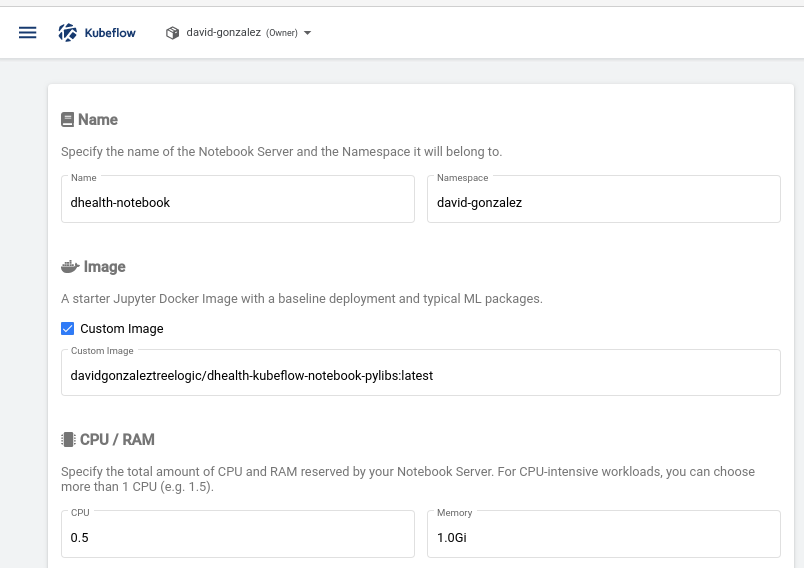 Kubeflow
david-gonzalez (Owner)
Name
Specify the name of the Notebook Server and the Namespace it will belong to.
Name
dhealth-notebook
Namespace
david-gonzalez
Image
A starter Jupyter Docker Image with a baseline deployment and typical ML packages.
Custom Image
Custom Image
davidgonzaleztreelogic/dhealth-kubeflow-notebook-pylibs:latest
CPU / RAM
Specify the total amount of CPU and RAM reserved by your Notebook Server. For CPU-intensive workloads, you can choose
more than 1 CPU (e.g. 1.5).
CPU
0.5
Memory
1.0Gi